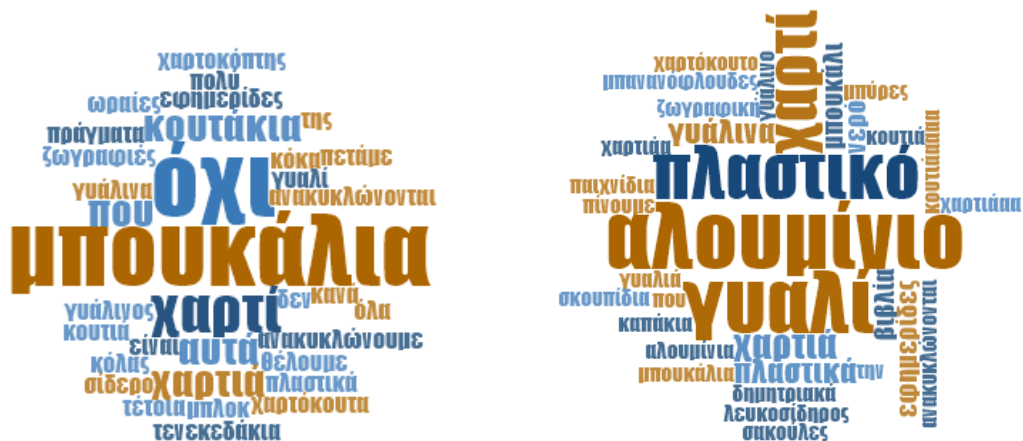 χαρτοκόπτης
πολύ
ωραίες εφημερίδες
πράγματα κουτάκια της
ζωγραφιές όχι κόκα πετάμε
γυαλί
γυάλινα ανακυκλώνονται
που
μπουκάλια
γυάλινος χαρτί δεν κανά όλα
κουτιά
είναι αυτά ανακυκλώνουμε
κόλας θέλουμε
σίδερο χαρτιά πλαστικά
τέτοια μπλοκ χαρτόκουτα
τενεκεδάκια
χαρτί
χαρτόκουτο γυάλινο μπουκάλι
μπανανόφλουδες μπύρες
ζωγραφική νερό
γυάλινα κουτιά
χαρτιάα πλαστικό κουτιάαααα
παιχνίδια
πίνουμε χαρτιάαα
αλουμίνιο
γυαλιά
σκουπίδια που γυαλί βιβλία
καπάκια εφημερίδες ανακυκλώνονται
αλουμίνια χαρτιά
μπουκάλια πλαστικά την
δημητριακά
λευκοσίδηρος
σακούλες